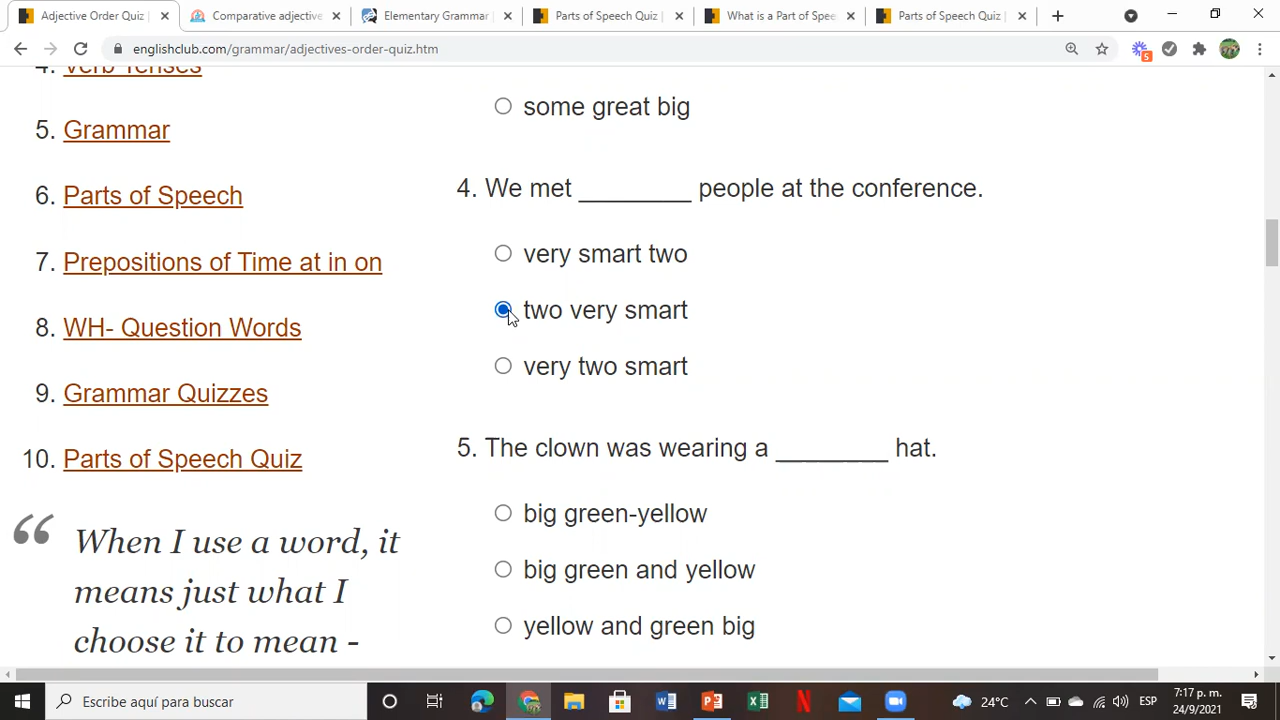 Adjective Order Quiz
Comparative adjective
Elementary Grammar
Parts of Speech Quiz
What is a Part of Spee
Parts of Speech Quiz
englishclub.com/grammar/adjectives-order-quiz.htm
5
4. Verb Tenses
5. Grammar
6. Parts of Speech
7. Prepositions of Time at in on
8. WH- Question Words
9. Grammar Quizzes
10. Parts of Speech Quiz
“ When I use a word, it
means just what I
choose it to mean -
some great big
4. We met ________ people at the conference.
very smart two
two very smart
very two smart
5. The clown was wearing a ________ hat.
big green-yellow
big green and yellow
yellow and green big
Escribe aquí para buscar
24°C
ESP
7:17 p. m.
24/9/2021